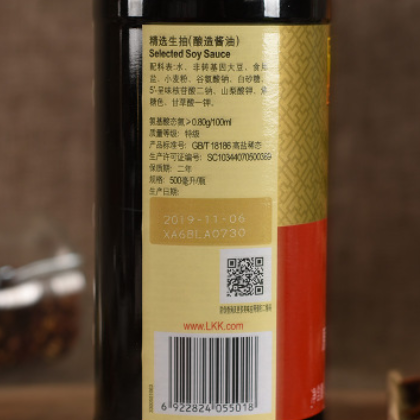 精选生抽(酿造酱油)
Selected Soy Sauce
配料表:水、非转基因大豆、食用
盐、小麦粉、谷氨酸钠、白砂糖、
5'-呈味核苷酸二钠、山梨酸钾、焦
糖色、甘草酸一钾。
氨基酸态氮≥0.80g/100ml
质量等级: 特级
产品标准号: GB/T 18186 高盐稀态
生产许可证编号: SC10344070500369
保质期: 二年
规格: 500毫升/瓶
生产日期:
2019-11-06
XA6BLA0730
www.LKK.com
6 922824 055018